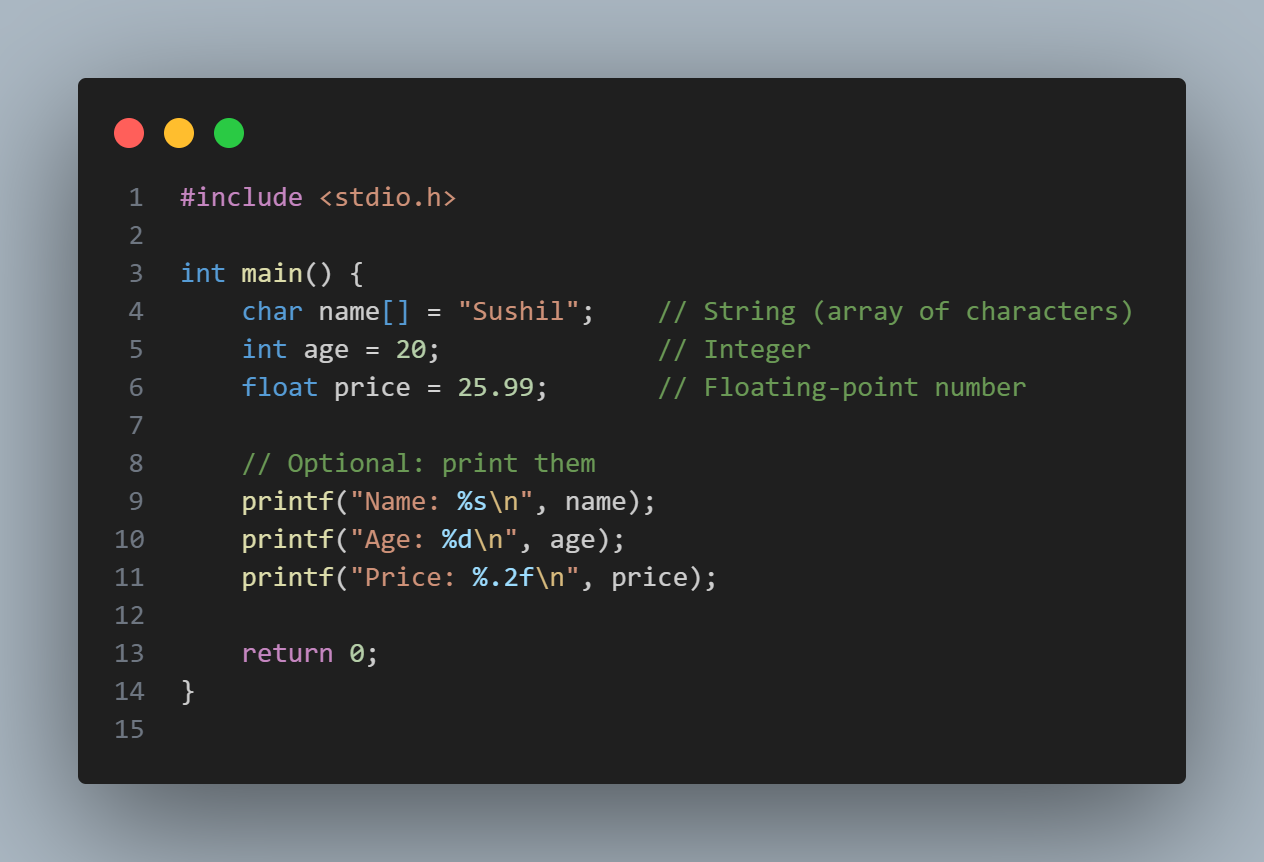 1 #include <stdio.h>
2
3 int main() {
4     char name[] = "Sushil";    // String (array of characters)
5     int age = 20;              // Integer
6     float price = 25.99;       // Floating-point number
7
8     // Optional: print them
9     printf("Name: %s\n", name);
10     printf("Age: %d\n", age);
11     printf("Price: %.2f\n", price);
12
13     return 0;
14 }
15